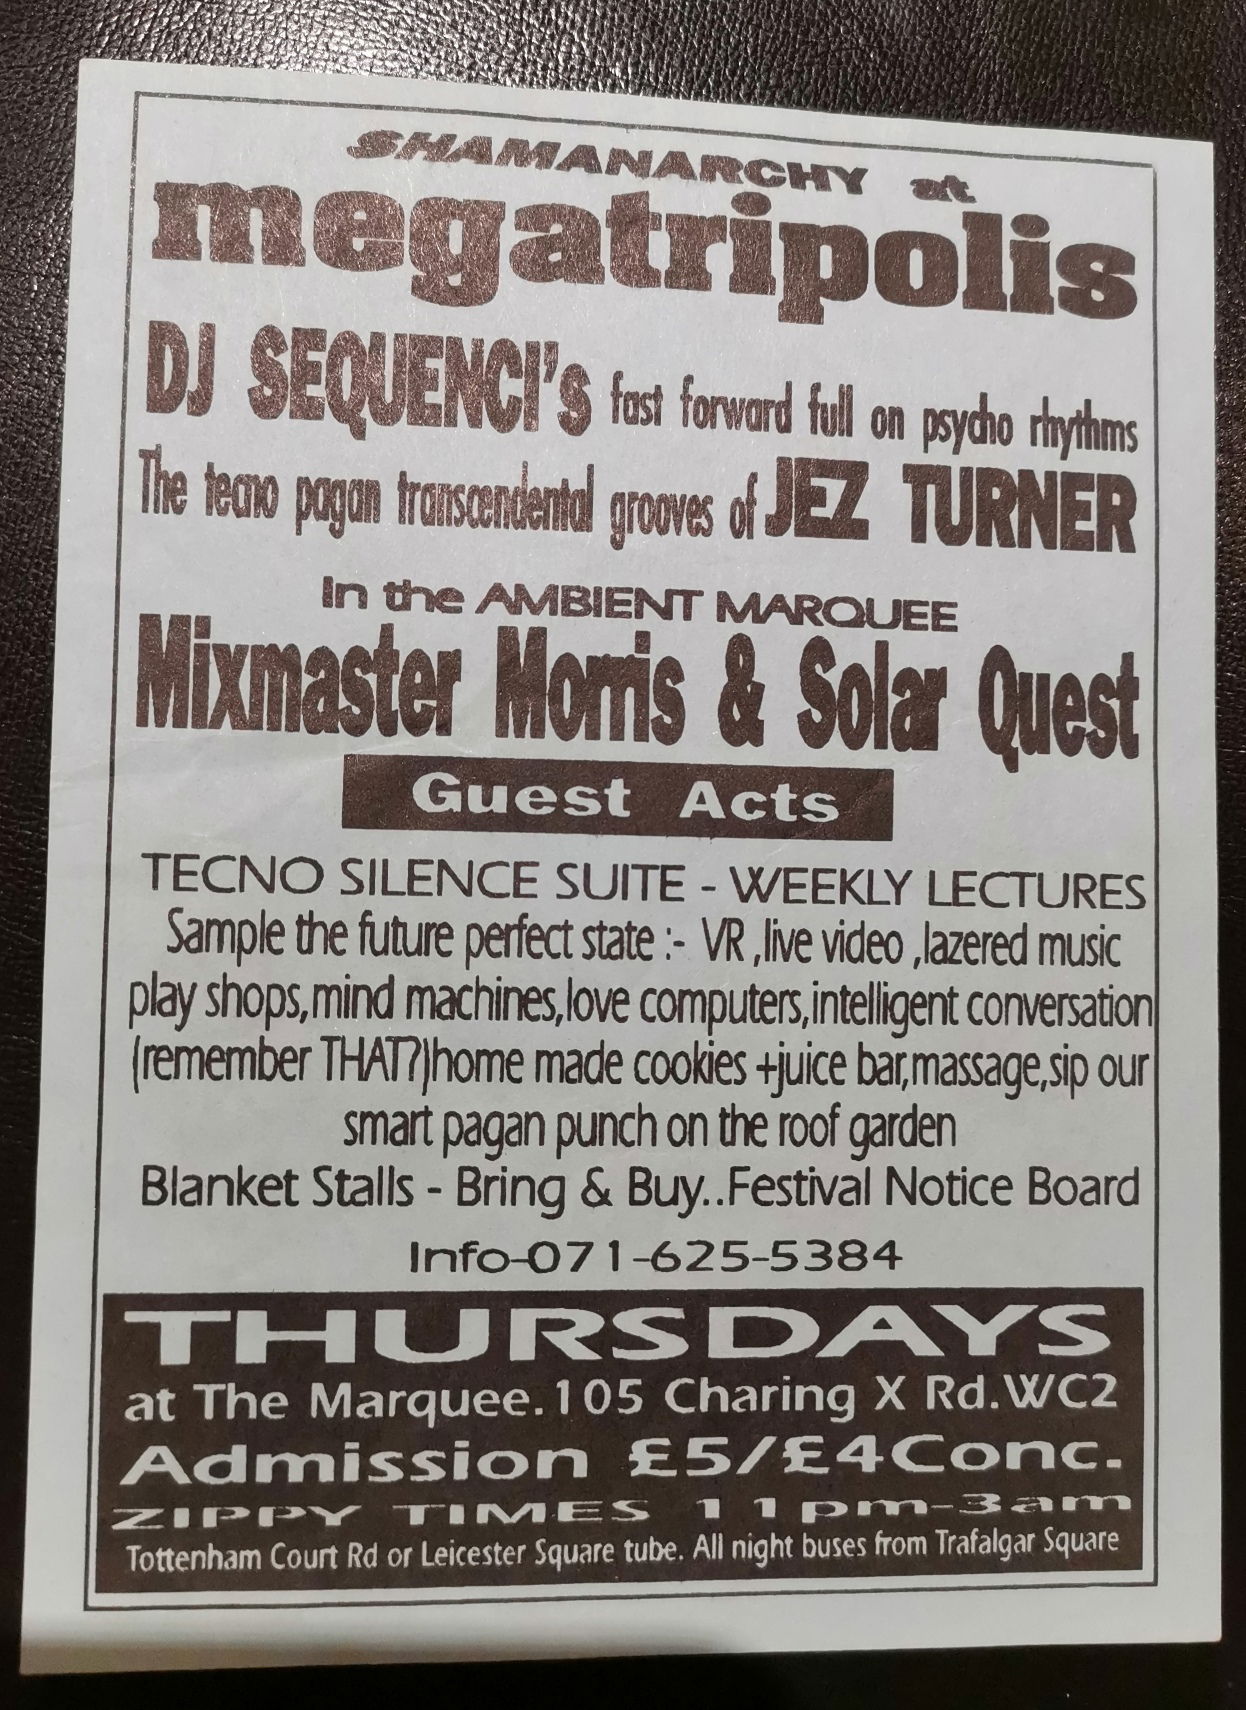 SHAMANARCHY at
megatripolis
DJ SEQUENCI's fast forward full on psycho rhythms
The tecno pagan transcendental grooves of JEZ TURNER
In the AMBIENT MARQUEE
Mixmaster Morris & Solar Quest
Guest Acts
TECNO SILENCE SUITE - WEEKLY LECTURES
Sample the future perfect state :- VR ,live video ,lazered music
play shops,mind machines,love computers,intelligent conversation
(remember THAT?)home made cookies +juice bar,massage,sip our
smart pagan punch on the roof garden
Blanket Stalls - Bring & Buy..Festival Notice Board
Info-071-625-5384
THURSDAYS
at The Marquee.105 Charing X Rd.WC2
Admission £5/£4Conc.
ZIPPY TIMES 11pm-3am
Tottenham Court Rd or Leicester Square tube. All night buses from Trafalgar Square